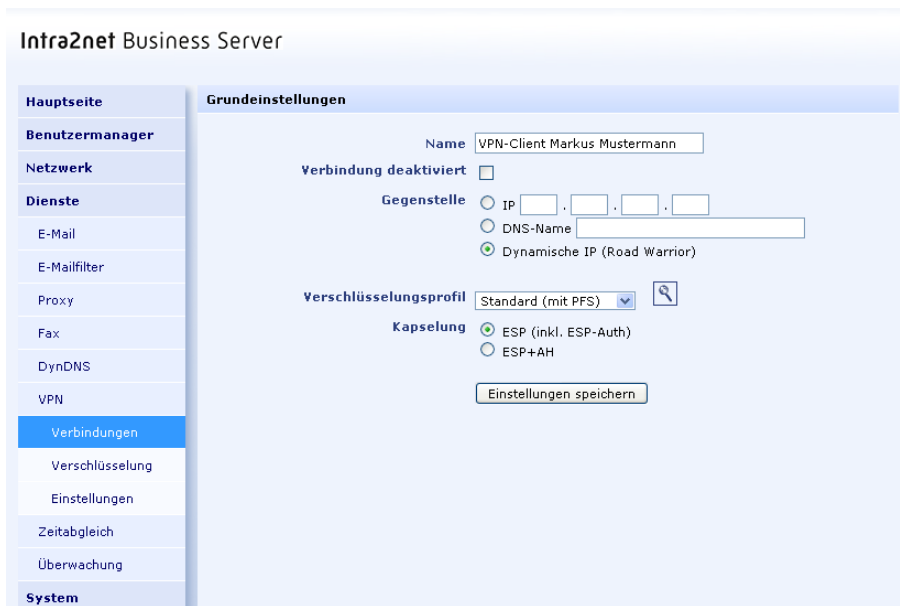 Intra2net Business Server
Hauptseite
Benutzermanager
Netzwerk
Dienste
E-Mail
E-Mailfilter
Proxy
Fax
DynDNS
VPN
Verbindungen
Verschlüsselung
Einstellungen
Zeitabgleich
Überwachung
System
Grundeinstellungen
Name VPN-Client Markus Mustermann
Verbindung deaktiviert
Gegenstelle IP . . .
DNS-Name
Dynamische IP (Road Warrior)
Verschlüsselungsprofil Standard (mit PFS)
Kapselung ESP (inkl. ESP-Auth)
ESP+AH
Einstellungen speichern